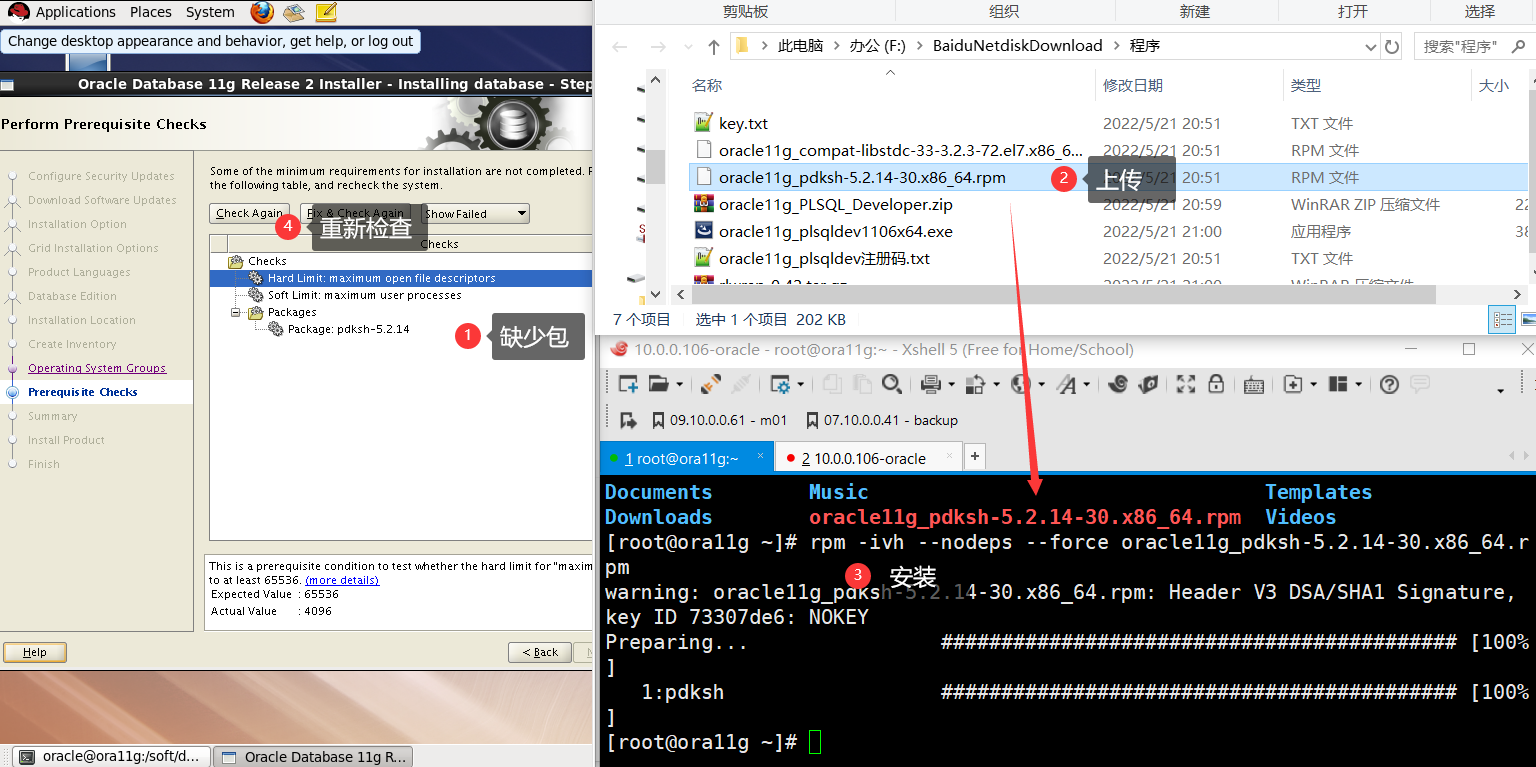 Applications Places System
Change desktop appearance and behavior, get help, or log out
Oracle Database 11g Release 2 Installer - Installing database - Step
Perform Prerequisite Checks
Configure Security Updates
Download Software Updates
Installation Option
Grid Installation Options
Product Languages
Database Edition
Installation Location
Create Inventory
Operating System Groups
Prerequisite Checks
Summary
Install Product
Finish
Some of the minimum requirements for installation are not completed.
the following table, and recheck the system.
Check Again
Fix & Check Again
Show Failed
4
重新检查
Checks
Checks
Hard Limit: maximum open file descriptors
Soft Limit: maximum user processes
Packages
Package: pdksh-5.2.14
1
缺少包
This is a prerequisite condition to test whether the hard limit for "maxim
to at least 65536. (more details)
Expected Value : 65536
Actual Value : 4096
Help
< Back
oracle@ora11g:/soft/d...
Oracle Database 11g R...
剪贴板
组织
新建
打开
选择
此电脑 > 办公 (F:) > BaiduNetdiskDownload > 程序
搜索"程序"
名称
修改日期
类型
大小
key.txt 2022/5/21 20:51 TXT 文件
oracle11g_compat-libstdc-33-3.2.3-72.el7.x86_6... 2022/5/21 20:51 RPM 文件
oracle11g_pdksh-5.2.14-30.x86_64.rpm 2022/5/21 20:51 RPM 文件
2
上传
oracle11g_PLSQL_Developer.zip 2022/5/21 20:59 WinRAR ZIP 压缩文件 22
oracle11g_plsqldev1106x64.exe 2022/5/21 21:00 应用程序 38
oracle11g_plsqldev注册码.txt 2022/5/21 20:51 TXT 文件
7 个项目 选中 1 个项目 202 KB
10.0.0.106-oracle - root@ora11g:~ - Xshell 5 (Free for Home/School)
09.10.0.0.61 - m01
07.10.0.0.41 - backup
1 root@ora11g:~ ×
2 10.0.0.106-oracle ×
+
Documents Music Templates
Downloads oracle11g_pdksh-5.2.14-30.x86_64.rpm Videos
[root@ora11g ~]# rpm -ivh --nodeps --force oracle11g_pdksh-5.2.14-30.x86_64.r
pm
3
安装
warning: oracle11g_pdksh-5.2.14-30.x86_64.rpm: Header V3 DSA/SHA1 Signature,
key ID 73307de6: NOKEY
Preparing... ########################################### [100%
]
1:pdksh ########################################### [100%
]
[root@ora11g ~]#